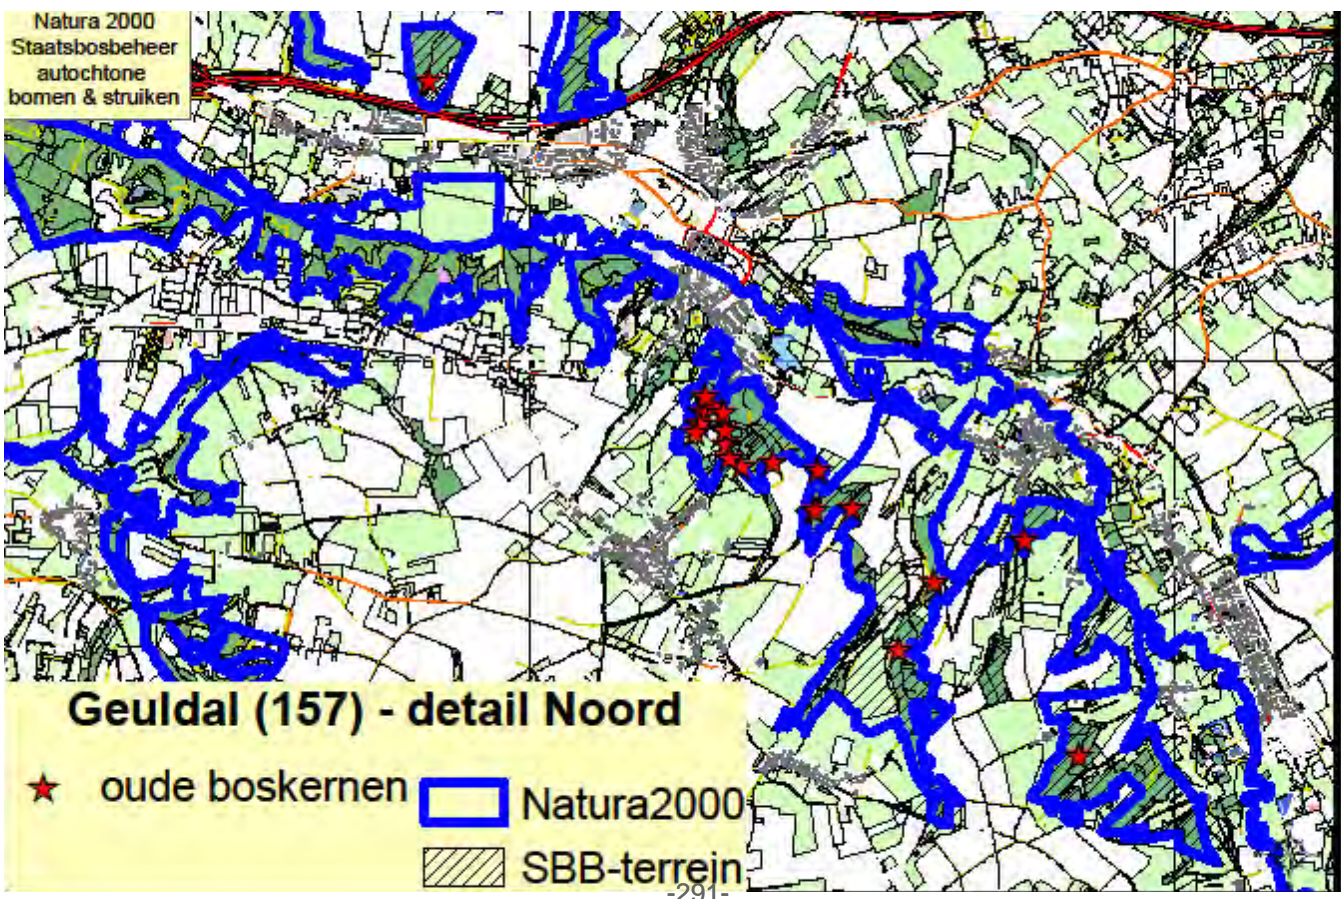 Natura 2000
Staatsbosbeheer
autochtone
bomen & struiken
Geuldal (157) - detail Noord
oude boskernen
Natura2000
SBB-terrein
-291-